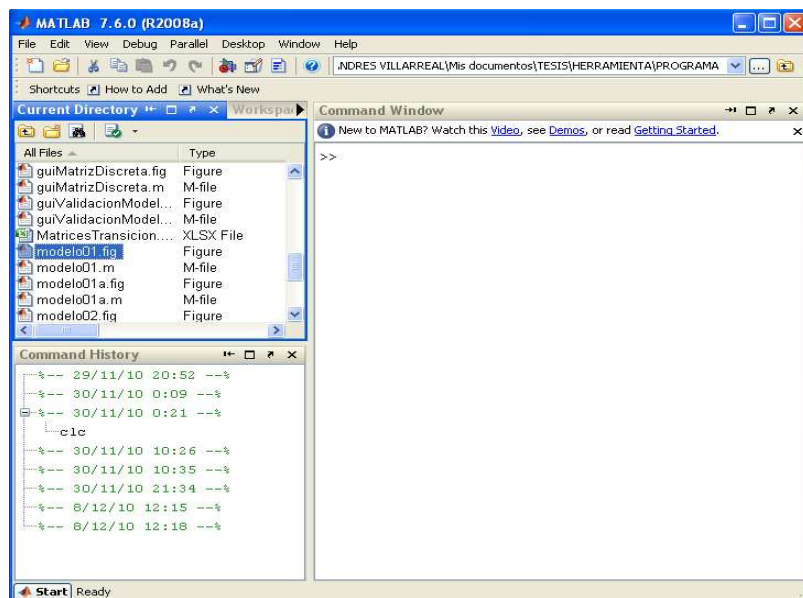 MATLAB 7.6.0 (R2008a)
File Edit View Debug Parallel Desktop Window Help
.NDRES VILLARREAL\Mis documentos\TESIS\HERRAMIENTA\PROGRAMA
Shortcuts How to Add What's New
Current Directory
Workspa
All Files Type
guiMatrizDiscreta.fig Figure
guiMatrizDiscreta.m M-file
guiValidacionModel... Figure
guiValidacionModel... M-file
MatricesTransicion.... XLSX File
modelo01.fig Figure
modelo01.m M-file
modelo01a.fig Figure
modelo01a.m M-file
modelo02.fig Figure
Command History
%-- 29/11/10 20:52 --%
%-- 30/11/10 0:09 --%
%-- 30/11/10 0:21 --%
clc
%-- 30/11/10 10:26 --%
%-- 30/11/10 10:35 --%
%-- 30/11/10 21:34 --%
%-- 8/12/10 12:15 --%
%-- 8/12/10 12:18 --%
Command Window
New to MATLAB? Watch this Video, see Demos, or read Getting Started.
>>
Start Ready